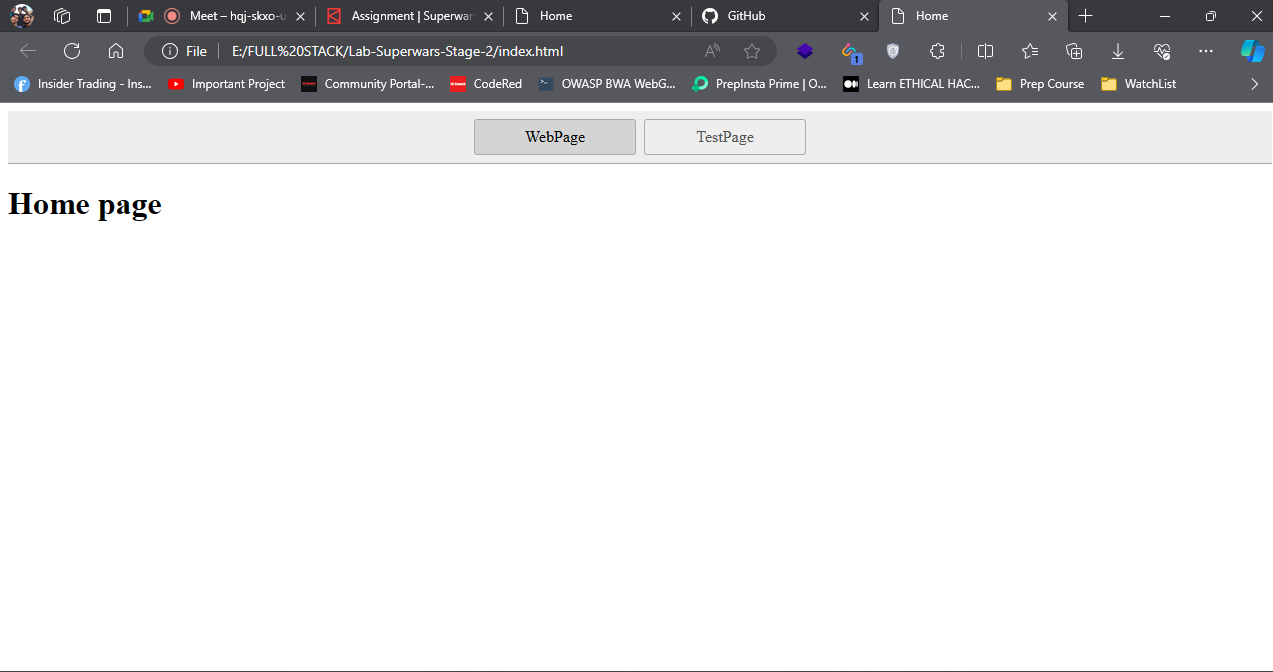 Meet – hqj-skxo-u
Assignment | Superwar
Home
GitHub
Home
File
E:/FULL%20STACK/Lab-Superwars-Stage-2/index.html
A
1
Insider Trading - Ins...
Important Project
Community Portal-...
CodeRed
OWASP BWA WebG...
PrepInsta Prime | O...
Learn ETHICAL HAC...
Prep Course
WatchList
WebPage
TestPage
Home page